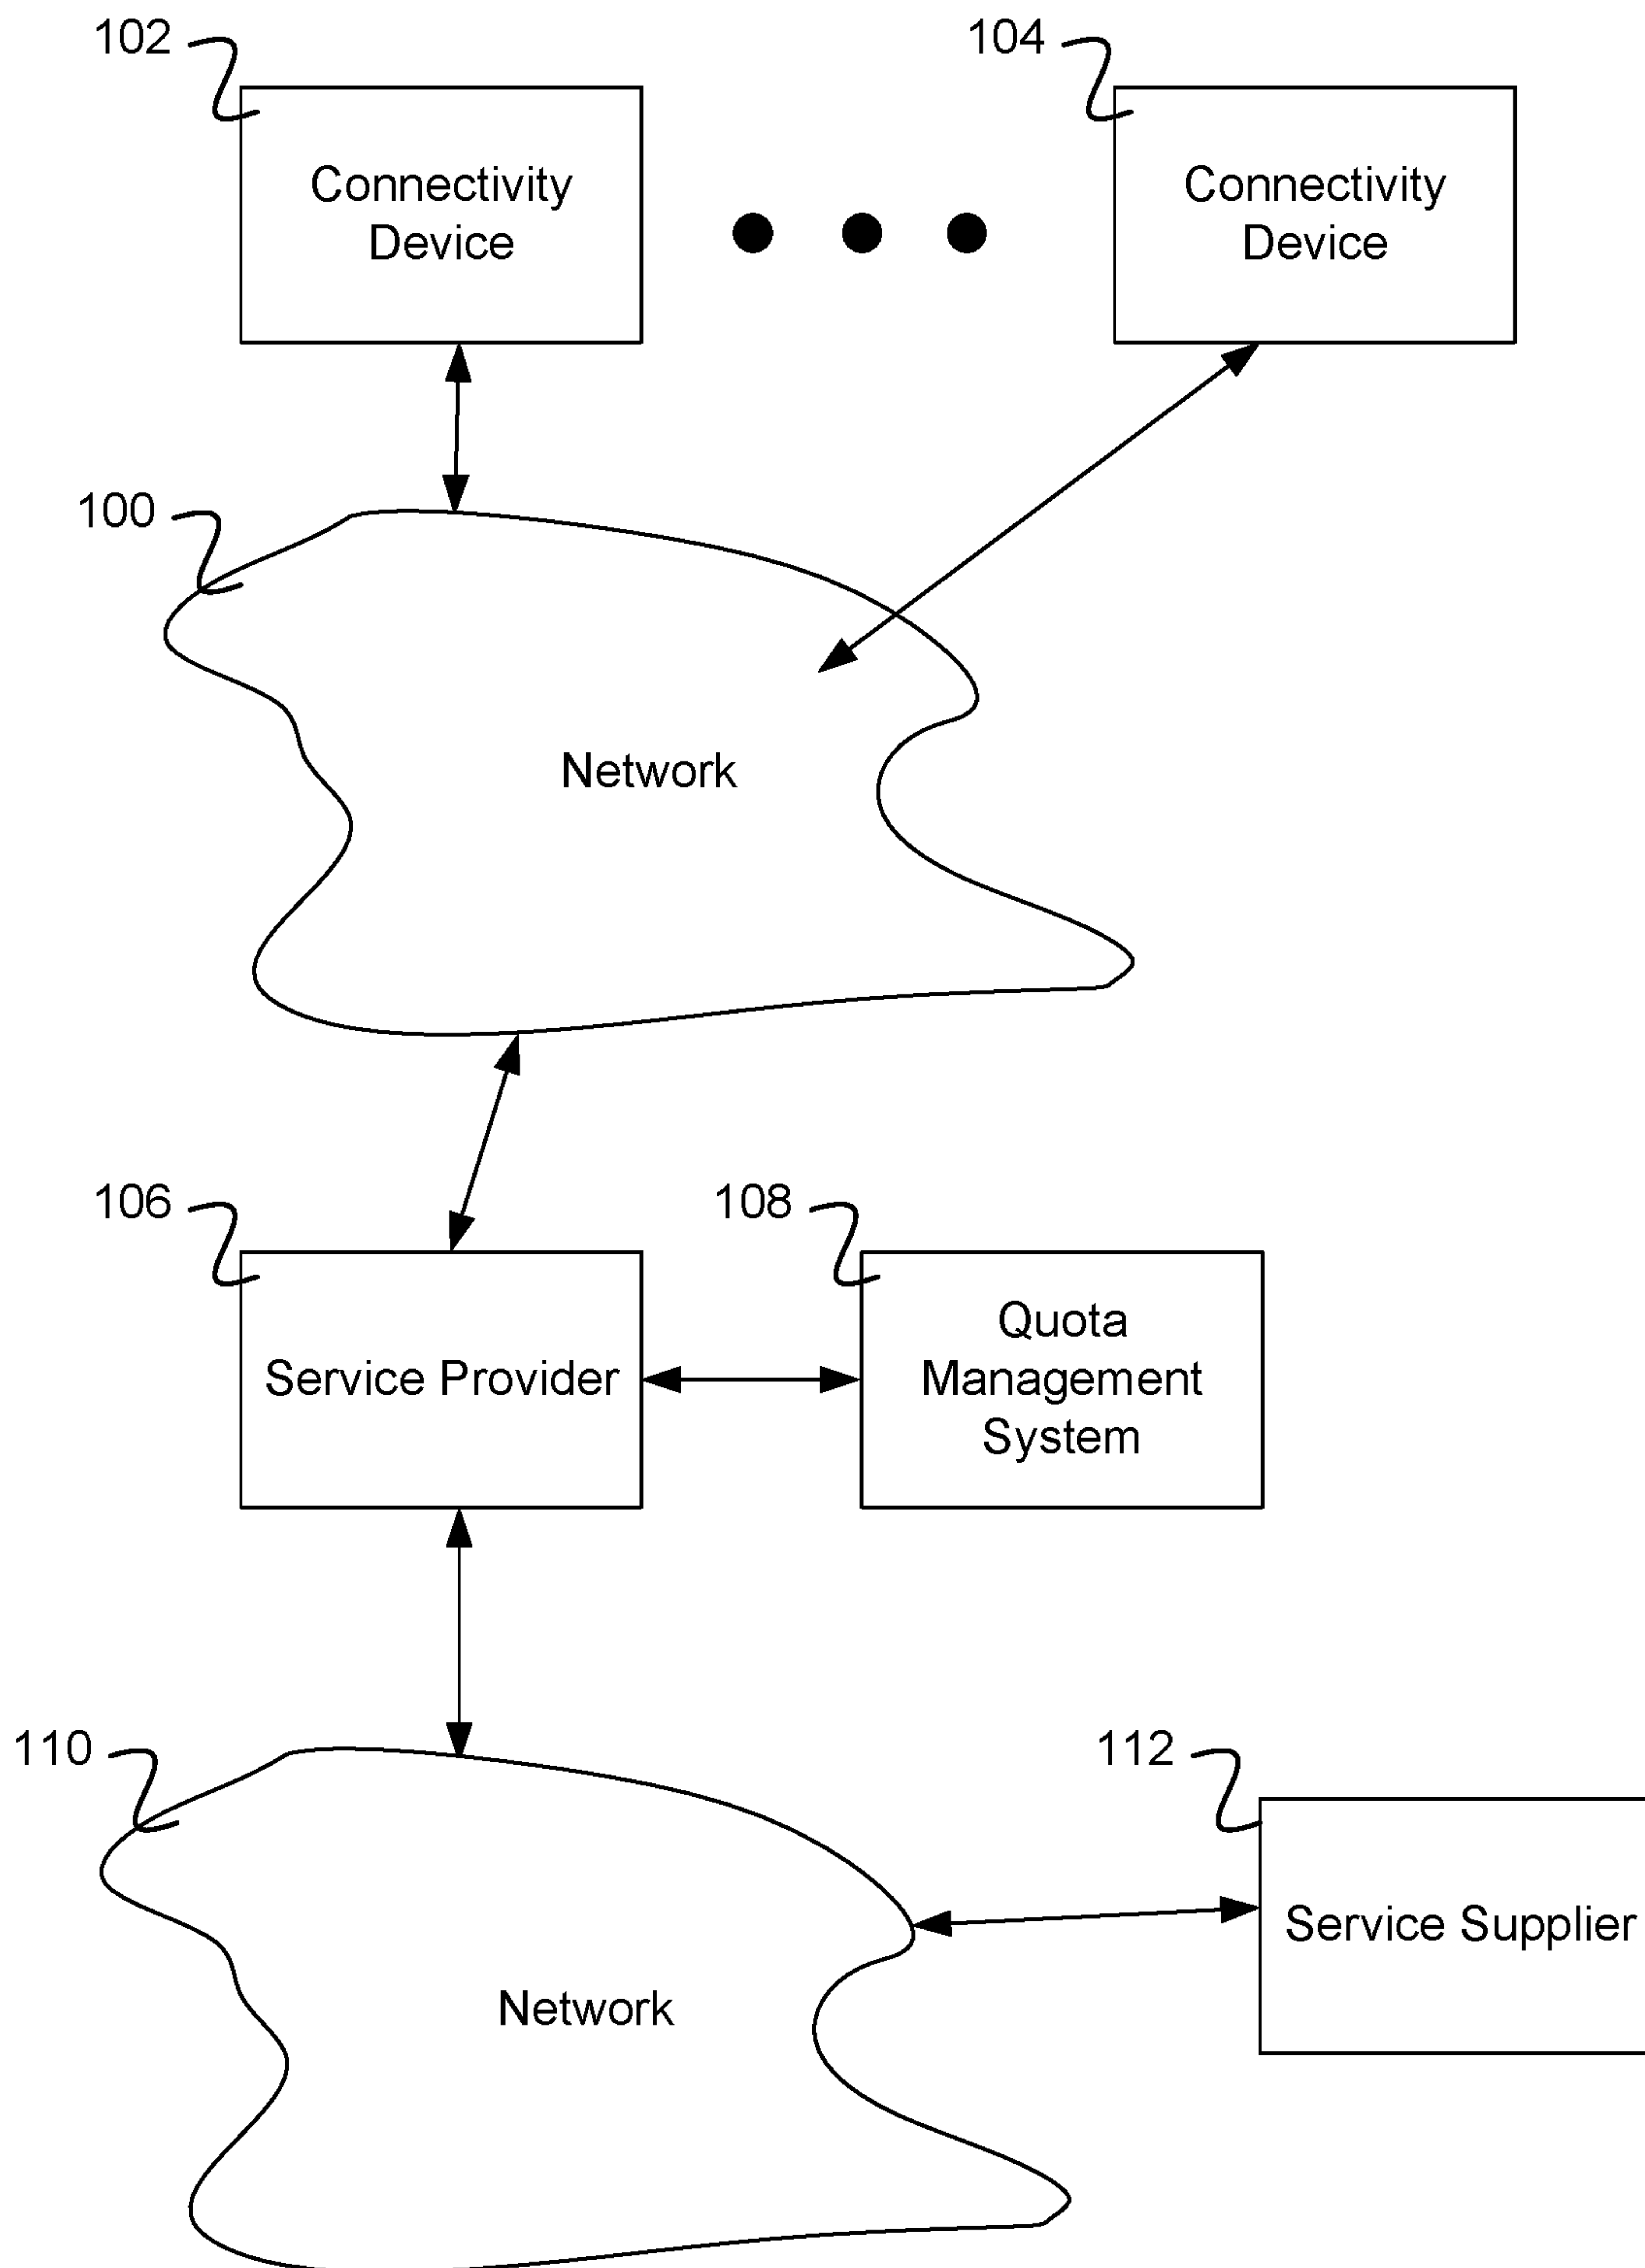 102
104
Connectivity
Device
Connectivity
Device
100
Network
106
108
Service Provider
Quota
Management
System
110
112
Service Supplier
Network